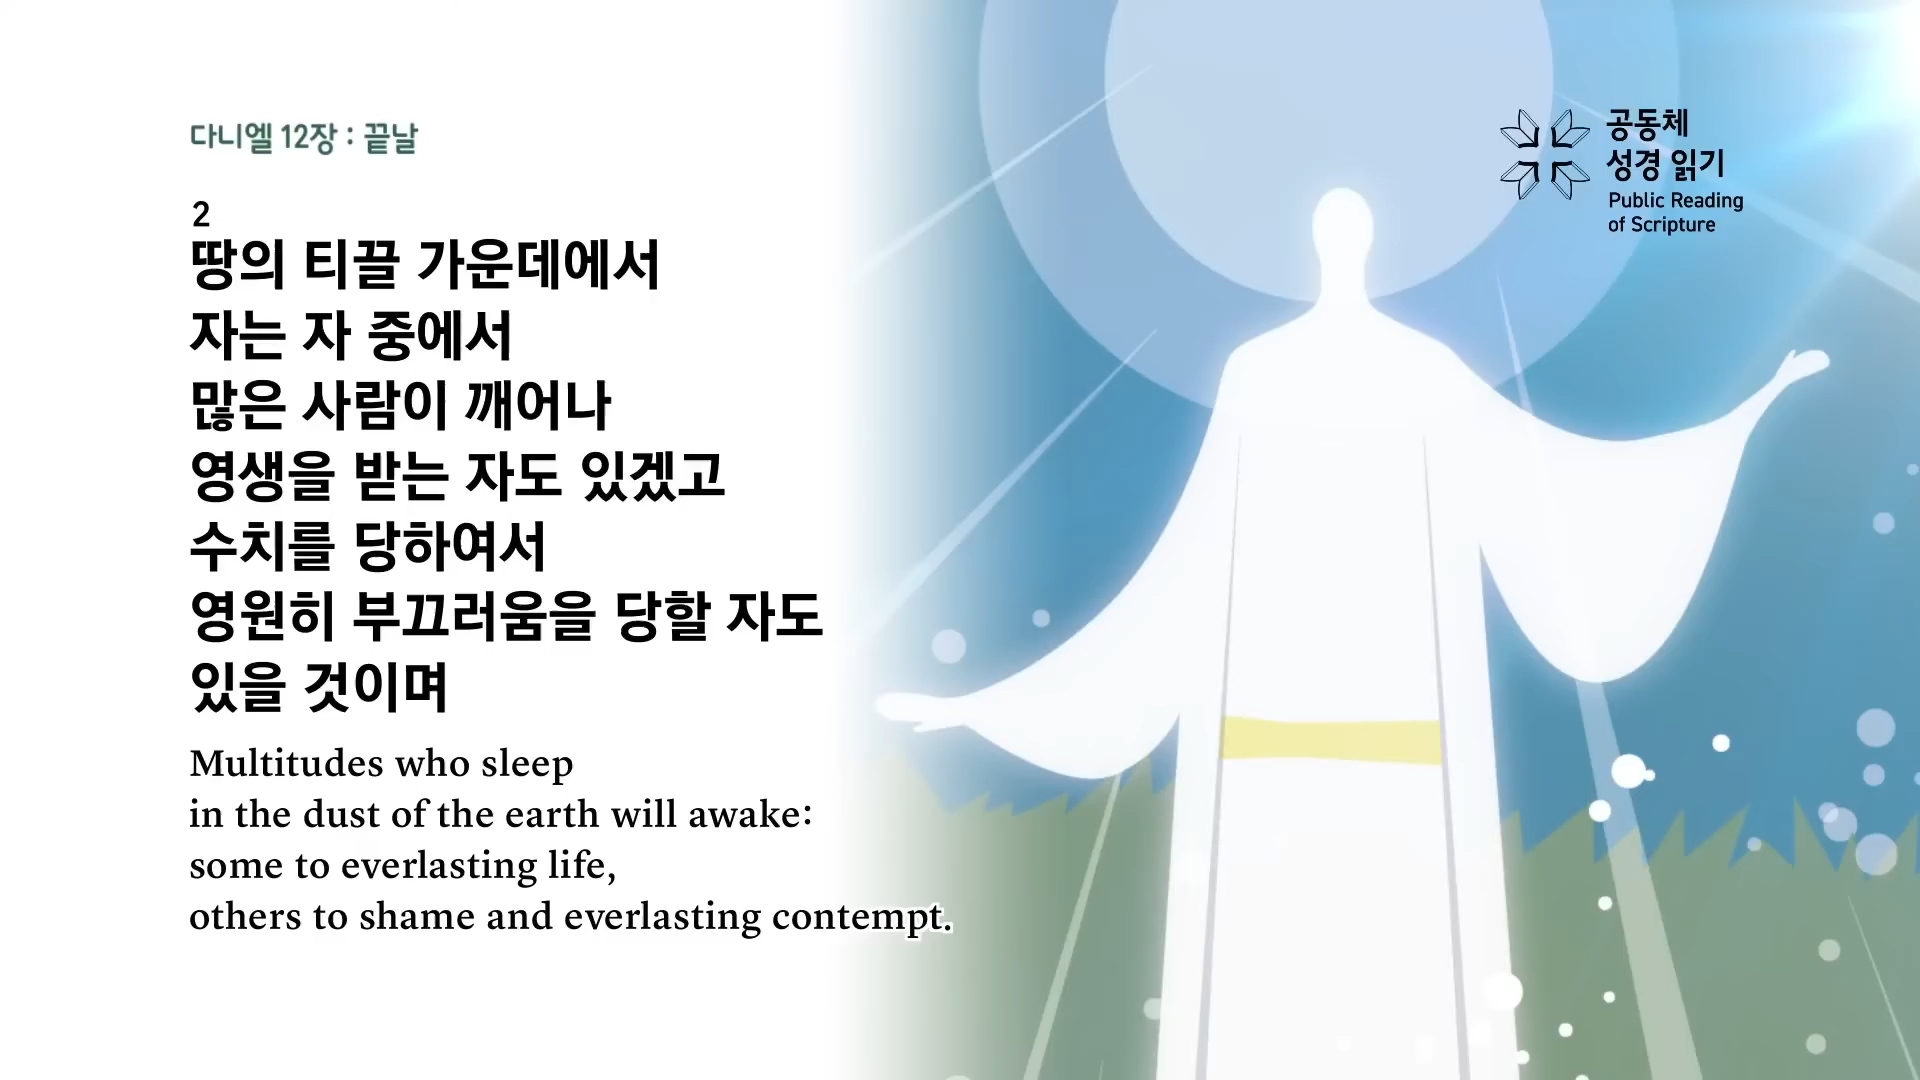 다니엘 12장 : 끝날
2
땅의 티끌 가운데에서
자는 자 중에서
많은 사람이 깨어나
영생을 받는 자도 있겠고
수치를 당하여서
영원히 부끄러움을 당할 자도
있을 것이며
Multitudes who sleep
in the dust of the earth will awake:
some to everlasting life,
others to shame and everlasting contempt.
공동체
성경 읽기
Public Reading
of Scripture